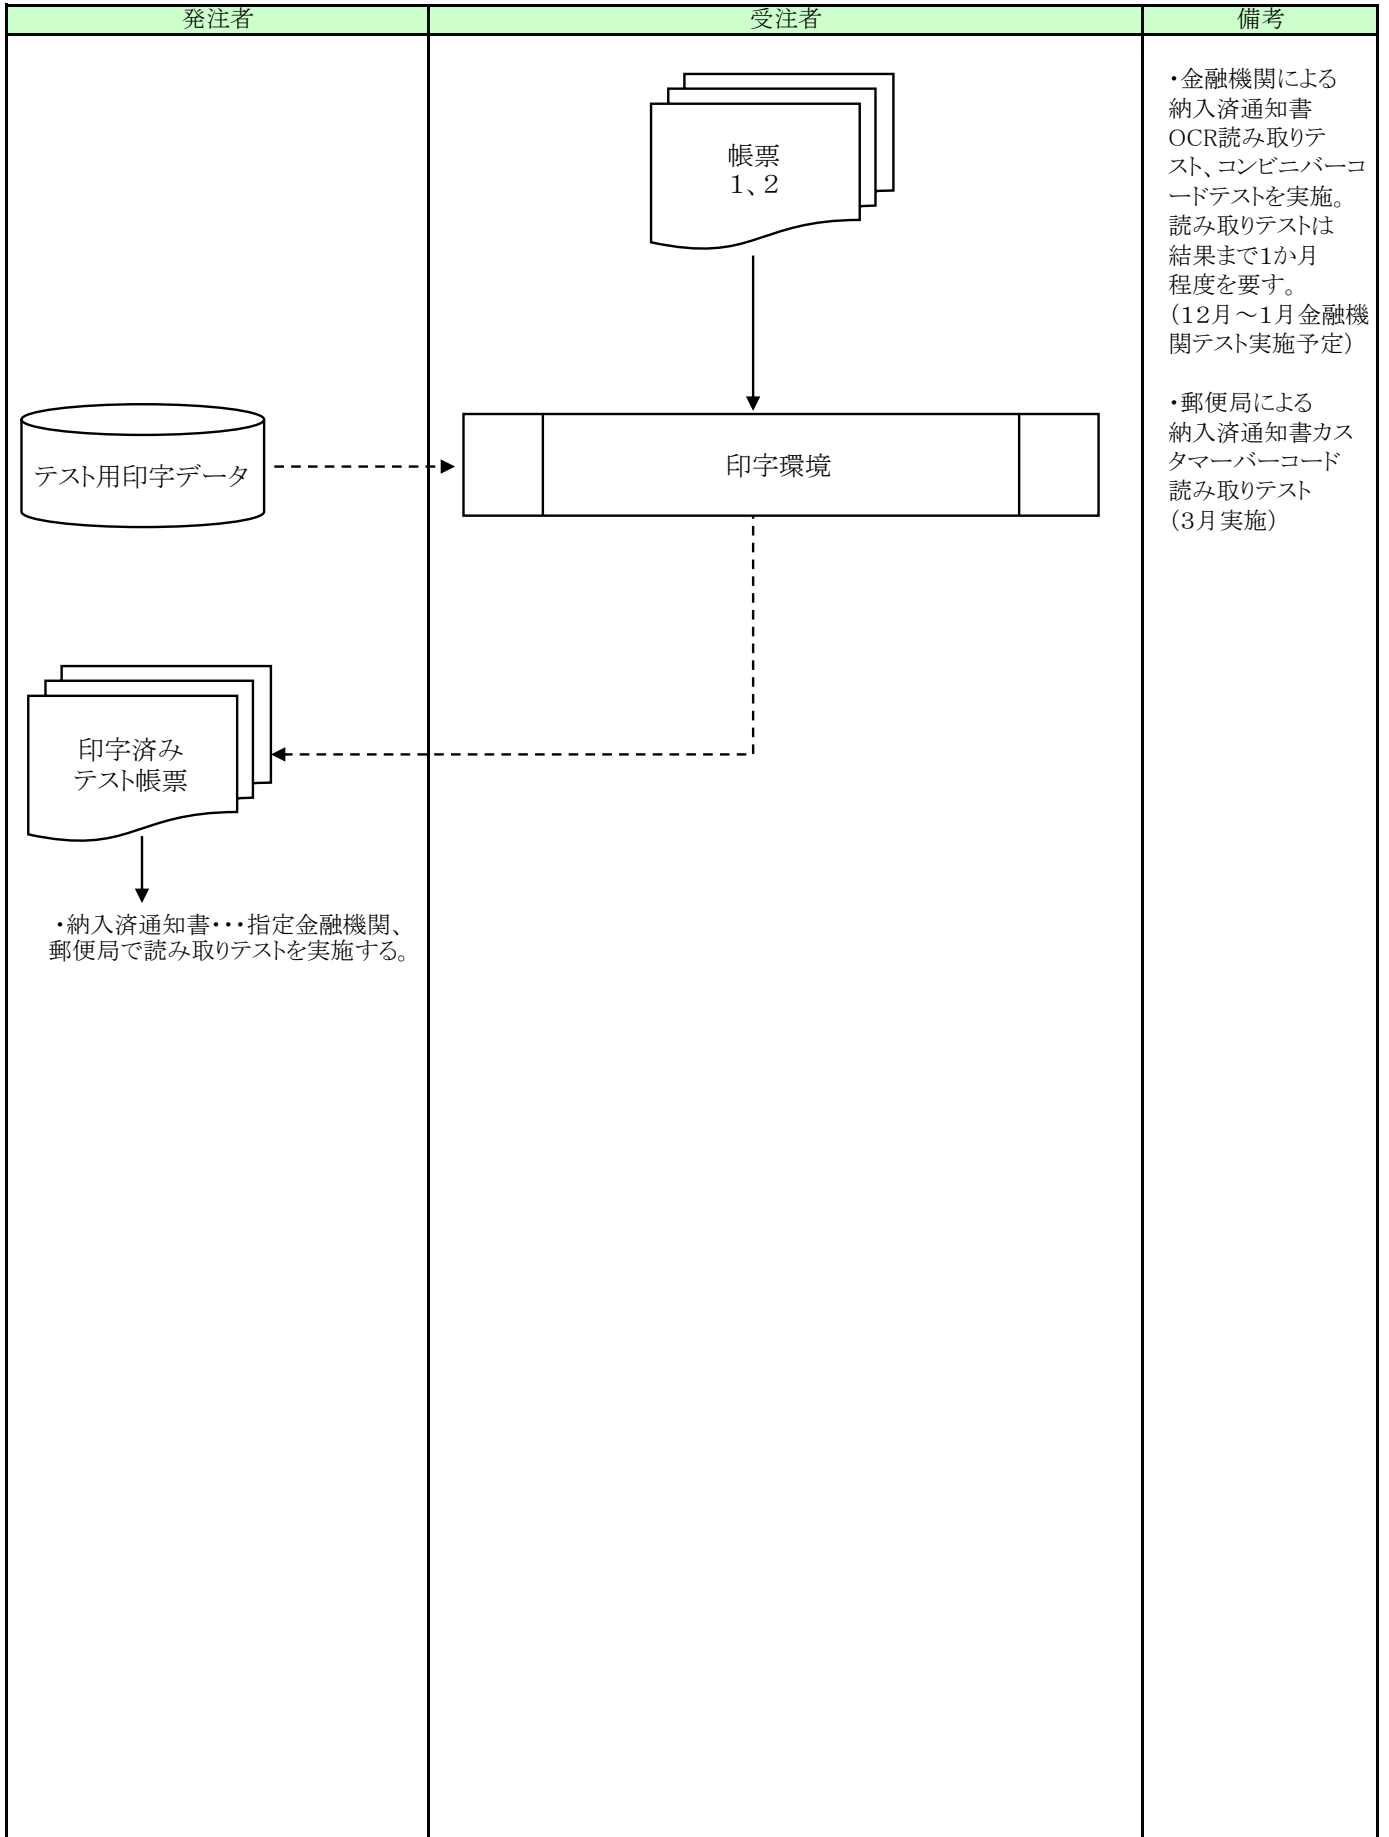 発注者
受注者
備考
帳票
１、２
テスト用印字データ
印字環境
印字済み
テスト帳票
・納入済通知書・・・指定金融機関、
郵便局で読み取りテストを実施する。
・金融機関による
納入済通知書
OCR読み取りテ
スト、コンビニバーコ
ードテストを実施。
読み取りテストは
結果まで１か月
程度を要す。
（１２月～１月金融機
関テスト実施予定）
・郵便局による
納入済通知書カス
タマーバーコード
読み取りテスト
（３月実施）